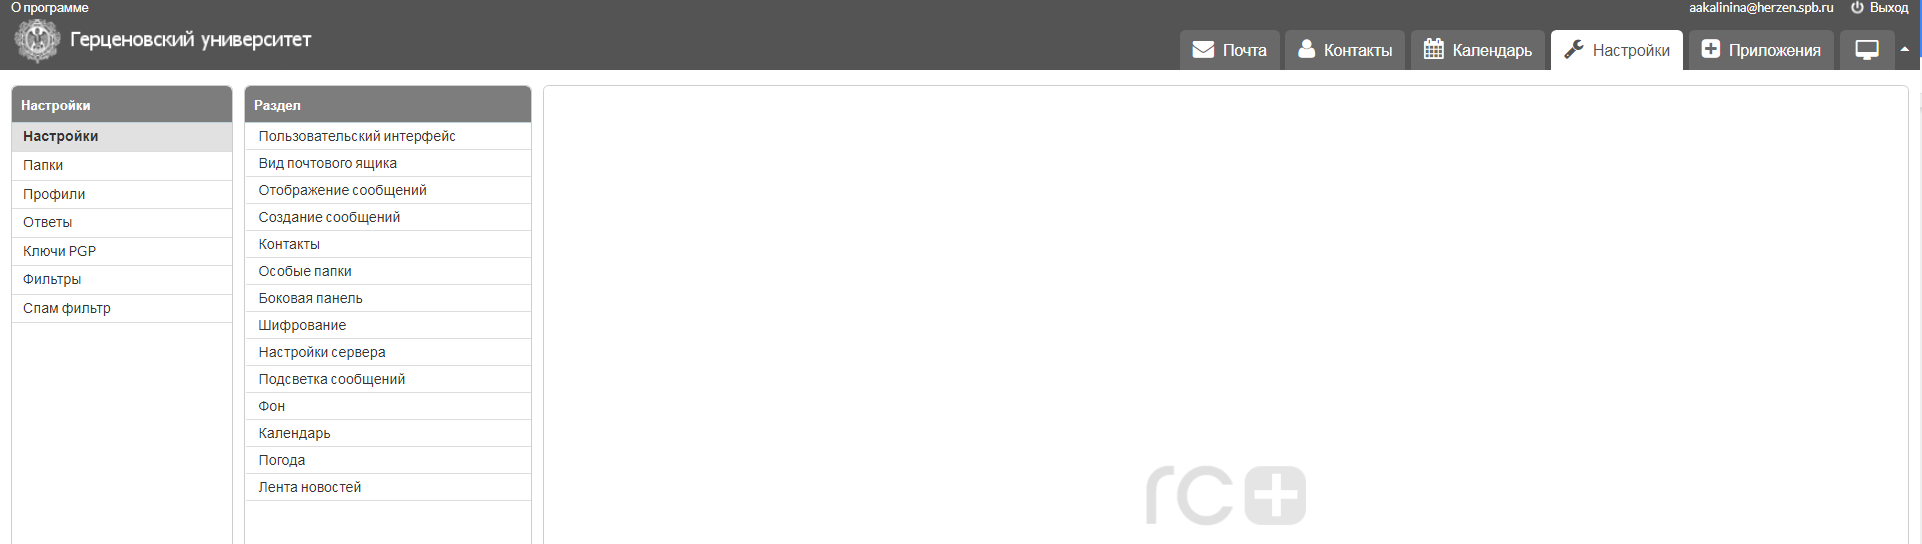 О программе
aakalinina@herzen.spb.ru Выход
Герценовский университет
Почта Контакты Календарь Настройки Приложения
Настройки
Настройки
Папки
Профили
Ответы
Ключи PGP
Фильтры
Спам фильтр
Раздел
Пользовательский интерфейс
Вид почтового ящика
Отображение сообщений
Создание сообщений
Контакты
Особые папки
Боковая панель
Шифрование
Настройки сервера
Подсветка сообщений
Фон
Календарь
Погода
Лента новостей
rc+